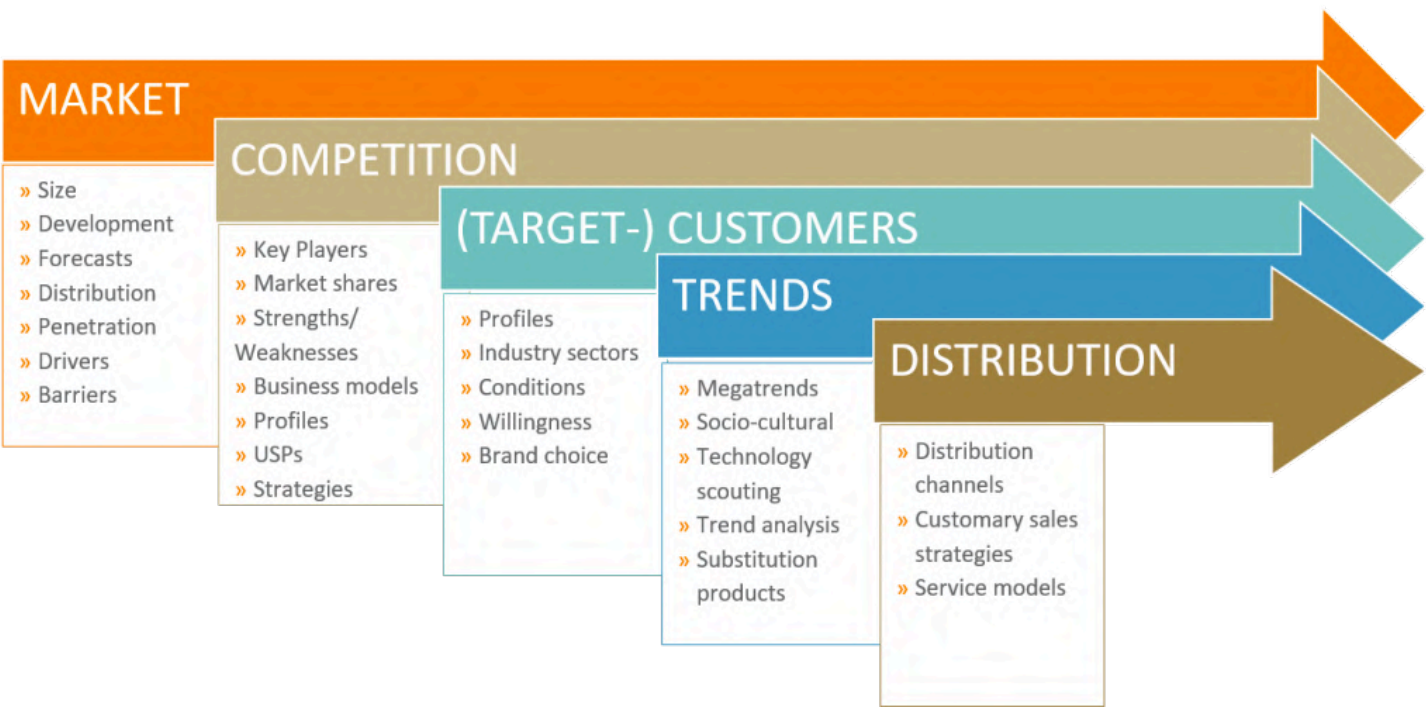 MARKET
» Size
» Development
» Forecasts
» Distribution
» Penetration
» Drivers
» Barriers
COMPETITION
» Key Players
» Market shares
» Strengths/
Weaknesses
» Business models
» Profiles
» USPs
» Strategies
(TARGET-) CUSTOMERS
» Profiles
» Industry sectors
» Conditions
» Willingness
» Brand choice
TRENDS
» Megatrends
» Socio-cultural
» Technology
scouting
» Trend analysis
» Substitution
products
DISTRIBUTION
» Distribution
channels
» Customary sales
strategies
» Service models